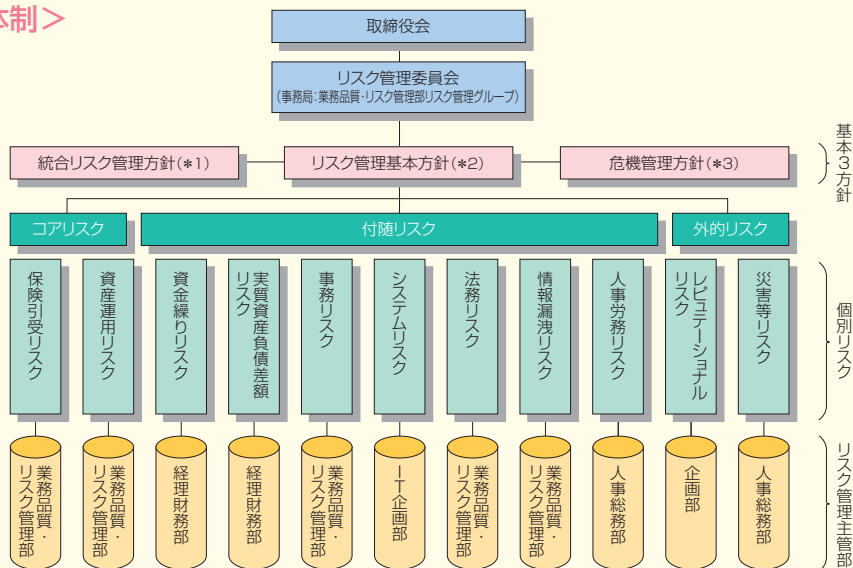 体制＞
取締役会
リスク管理委員会
（事務局：業務品質・リスク管理部リスク管理グループ）
統合リスク管理方針（＊1）
リスク管理基本方針（＊2）
危機管理方針（＊3）
基本3方針
コアリスク
付随リスク
外的リスク
保険引受リスク
資産運用リスク
資金繰りリスク
実質資産負債差額
リスク
事務リスク
システムリスク
法務リスク
情報漏洩リスク
人事労務リスク
レピュテーショナル
リスク
災害等リスク
個別リスク
業務品質・
リスク管理部
業務品質・
リスク管理部
経理財務部
経理財務部
業務品質・
リスク管理部
IT企画部
業務品質・
リスク管理部
業務品質・
リスク管理部
人事総務部
企画部
人事総務部
リスク管理主管部